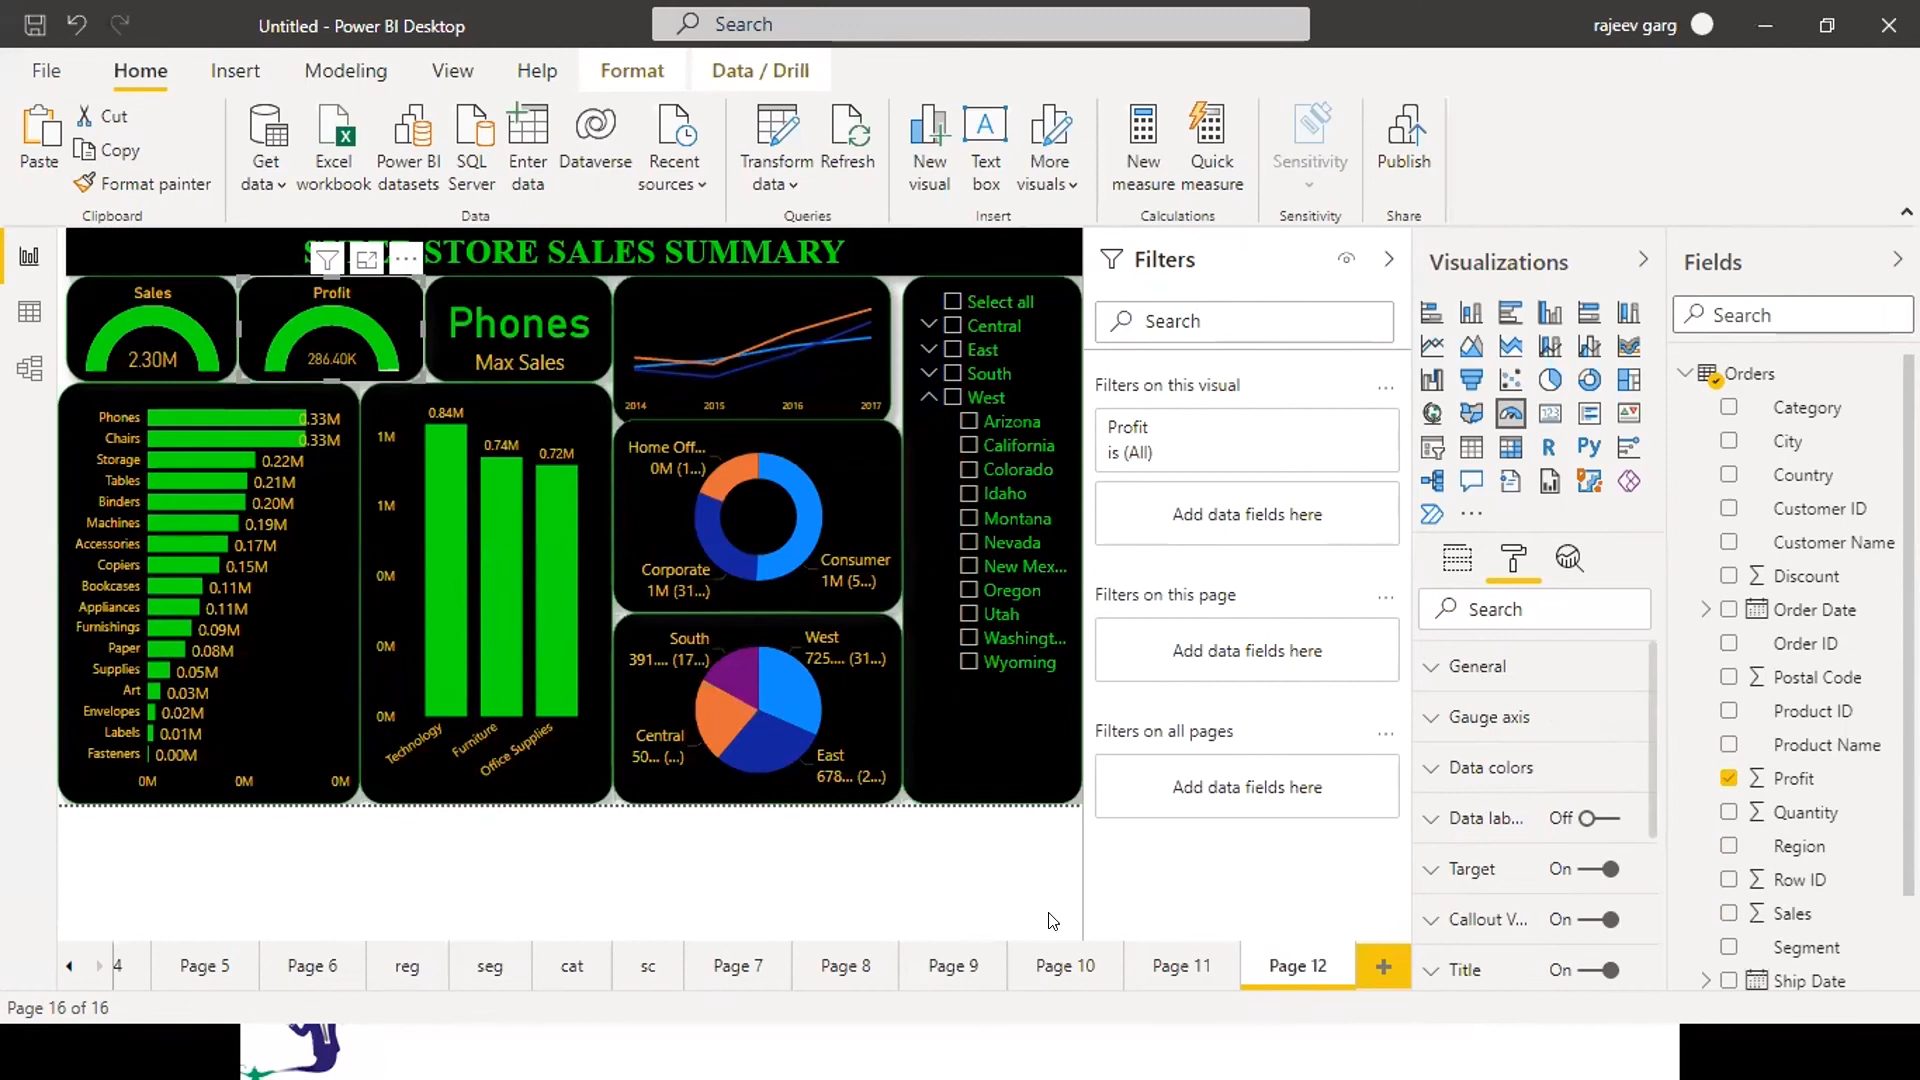 Untitled - Power BI Desktop
Search
rajeev garg
File
Home
Insert
Modeling
View
Help
Format
Data / Drill
Paste
Cut
Copy
Format painter
Clipboard
Get data
Excel workbook
Power BI datasets
SQL Server
Enter data
Dataverse
Recent sources
Data
Transform data
Refresh
Queries
New visual
Text box
More visuals
Insert
New measure
Quick measure
Calculations
Sensitivity
Sensitivity
Publish
Share
STORE SALES SUMMARY
Sales
2.30M
Profit
286.40K
Phones
Max Sales
2014 2015 2016 2017
Select all
Central
East
South
West
Arizona
California
Colorado
Idaho
Montana
Nevada
New Mex...
Oregon
Utah
Washingt...
Wyoming
Phones 0.33M
Chairs 0.33M
Storage 0.22M
Tables 0.21M
Binders 0.20M
Machines 0.19M
Accessories 0.17M
Copiers 0.15M
Bookcases 0.11M
Appliances 0.11M
Furnishings 0.09M
Paper 0.08M
Supplies 0.05M
Art 0.03M
Envelopes 0.02M
Labels 0.01M
Fasteners 0.00M
0M 0M 0M
1M
1M
0M
0M
0M
0.84M
0.74M
0.72M
Technology
Furniture
Office Supplies
Home Off...
0M (1...)
Corporate
1M (31...)
Consumer
1M (5...)
South
391.... (17...)
West
725.... (31...)
Central
50... (...)
East
678... (2...)
Filters
Search
Filters on this visual ...
Profit
is (All)
Add data fields here
Filters on this page ...
Add data fields here
Filters on all pages ...
Add data fields here
Visualizations
R
Py
...
Search
General
Gauge axis
Data colors
Data lab... Off
Target On
Callout V... On
Title On
Fields
Search
Orders
Category
City
Country
Customer ID
Customer Name
Discount
Order Date
Order ID
Postal Code
Product ID
Product Name
Profit
Quantity
Region
Row ID
Sales
Segment
Ship Date
4
Page 5
Page 6
reg
seg
cat
sc
Page 7
Page 8
Page 9
Page 10
Page 11
Page 12
Page 16 of 16